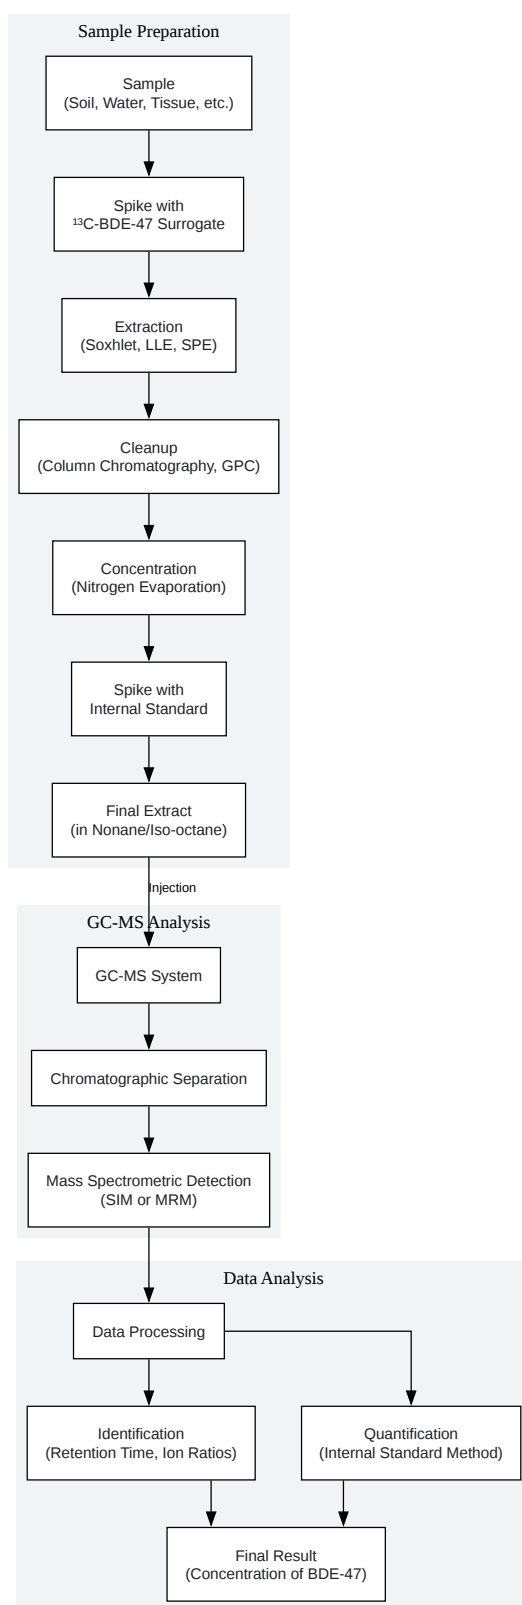 Sample Preparation
Sample
(Soil, Water, Tissue, etc.)
Spike with
¹³C-BDE-47 Surrogate
Extraction
(Soxhlet, LLE, SPE)
Cleanup
(Column Chromatography, GPC)
Concentration
(Nitrogen Evaporation)
Spike with
Internal Standard
Final Extract
(in Nonane/Iso-octane)
Injection
GC-MS Analysis
GC-MS System
Chromatographic Separation
Mass Spectrometric Detection
(SIM or MRM)
Data Analysis
Data Processing
Identification
(Retention Time, Ion Ratios)
Quantification
(Internal Standard Method)
Final Result
(Concentration of BDE-47)